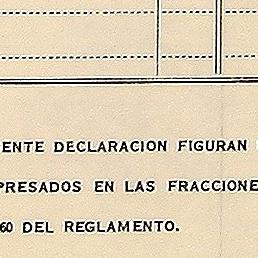 ENTE DECLARACION FIGURAN
PRESADOS EN LAS FRACCIONE
60 DEL REGLAMENTO.